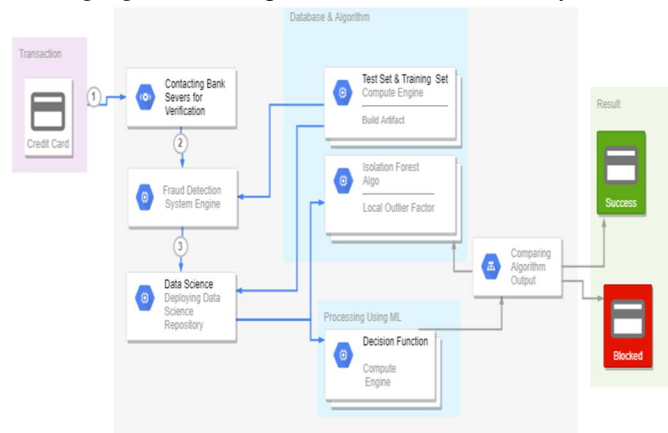 Database & Algorithm
Transaction
Credit Card
1
Contacting Bank
Severs for
Verification
2
Fraud Detection
System Engine
3
Data Science
Deploying Data
Science
Repository
Test Set & Training Set
Compute Engine
Build Artifact
Isolation Forest
Algo
Local Outlier Factor
Processing Using ML
Decision Function
Compute
Engine
Comparing
Algorithm
Output
Result
Success
Blocked